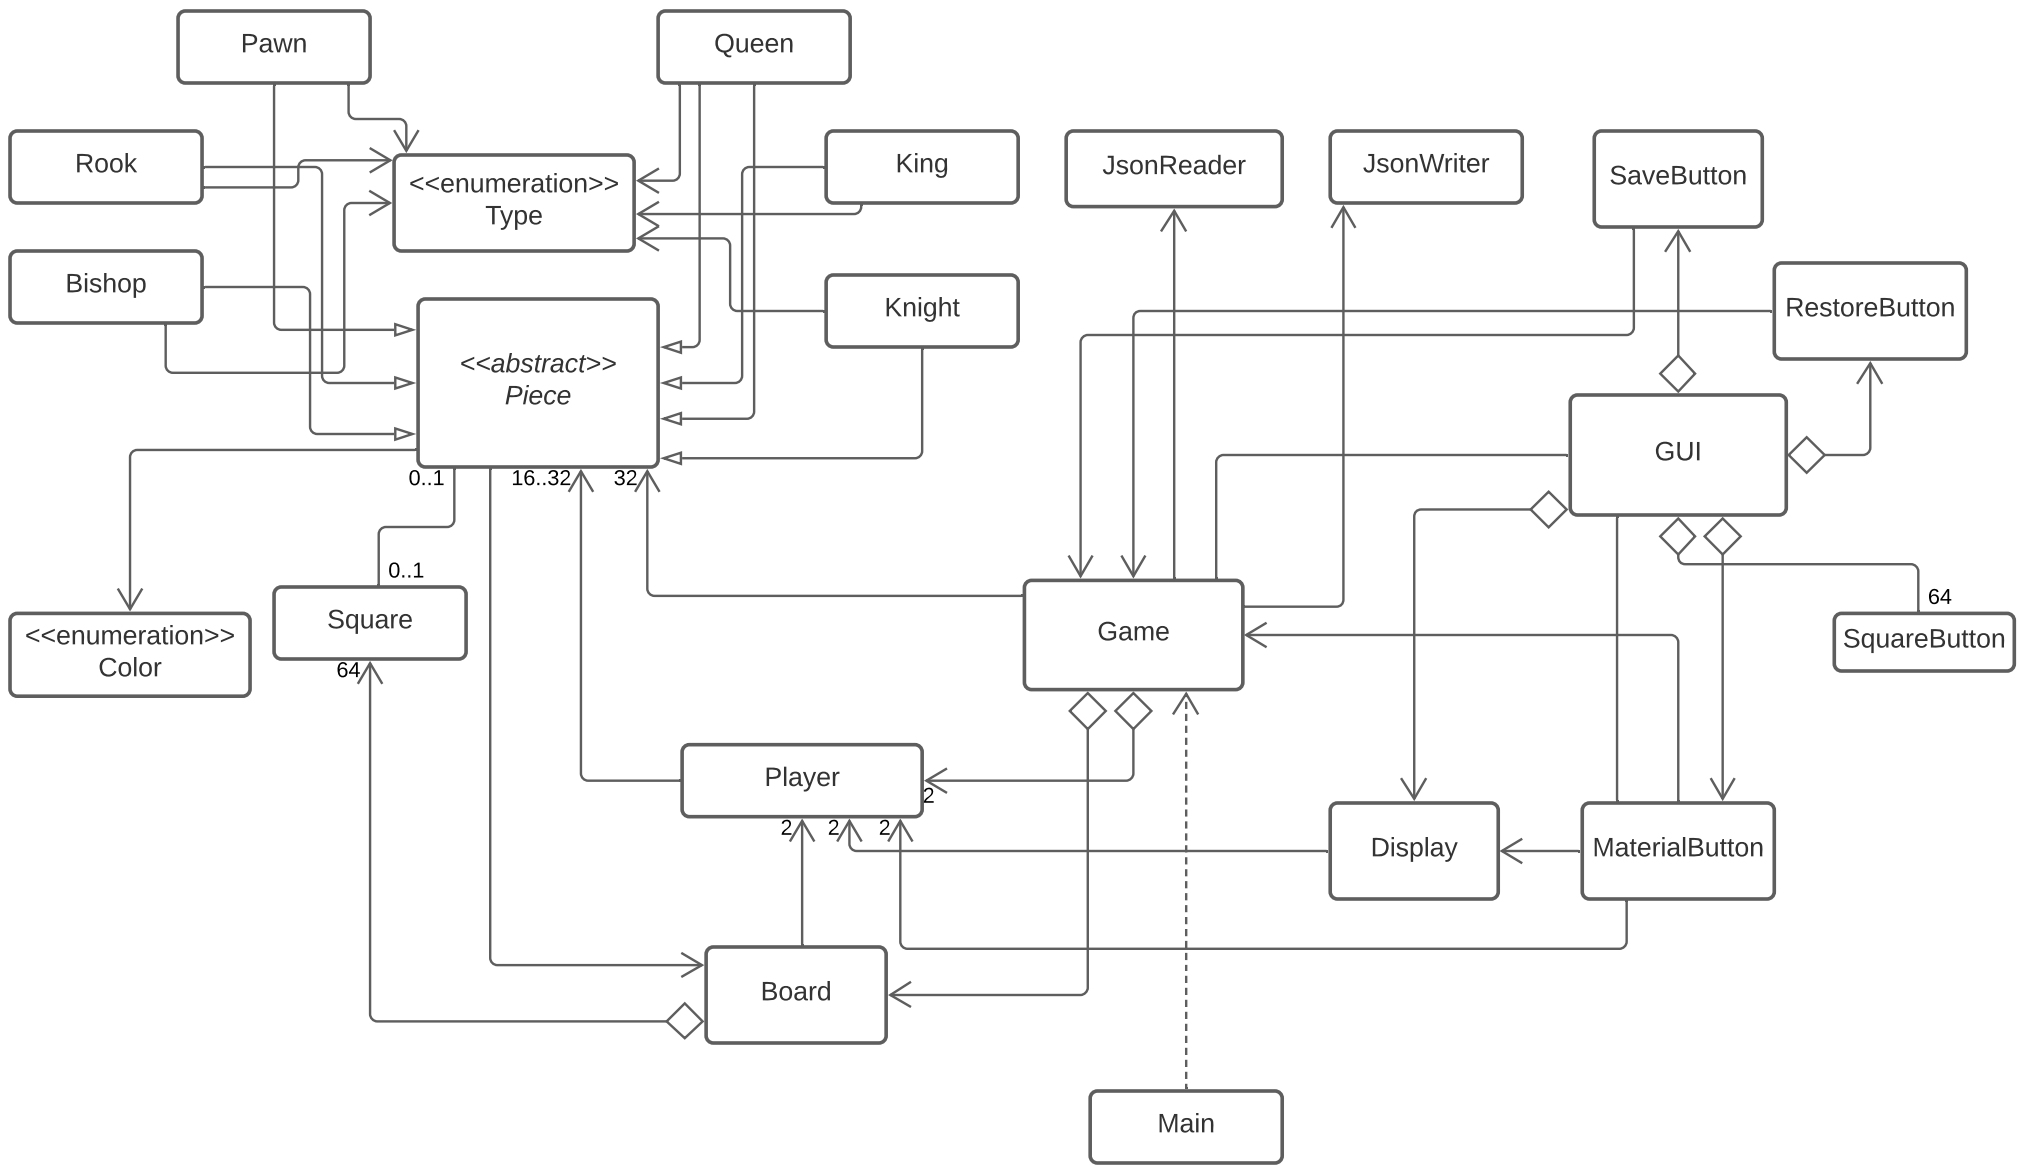 Pawn
Queen
Rook
<<enumeration>>
Type
King
JsonReader
JsonWriter
SaveButton
Bishop
Knight
RestoreButton
<<abstract>>
Piece
GUI
0..1
16..32
32
0..1
Square
<<enumeration>>
Color
64
Game
64
SquareButton
Player
2
2
2
2
Display
MaterialButton
Board
Main